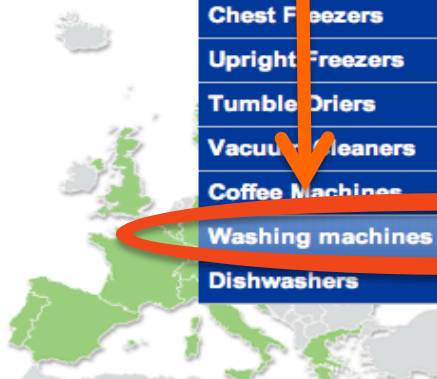 Chest Freezers
Upright Freezers
Tumble Driers
Vacuum Cleaners
Coffee Machines
Washing machines
Dishwashers